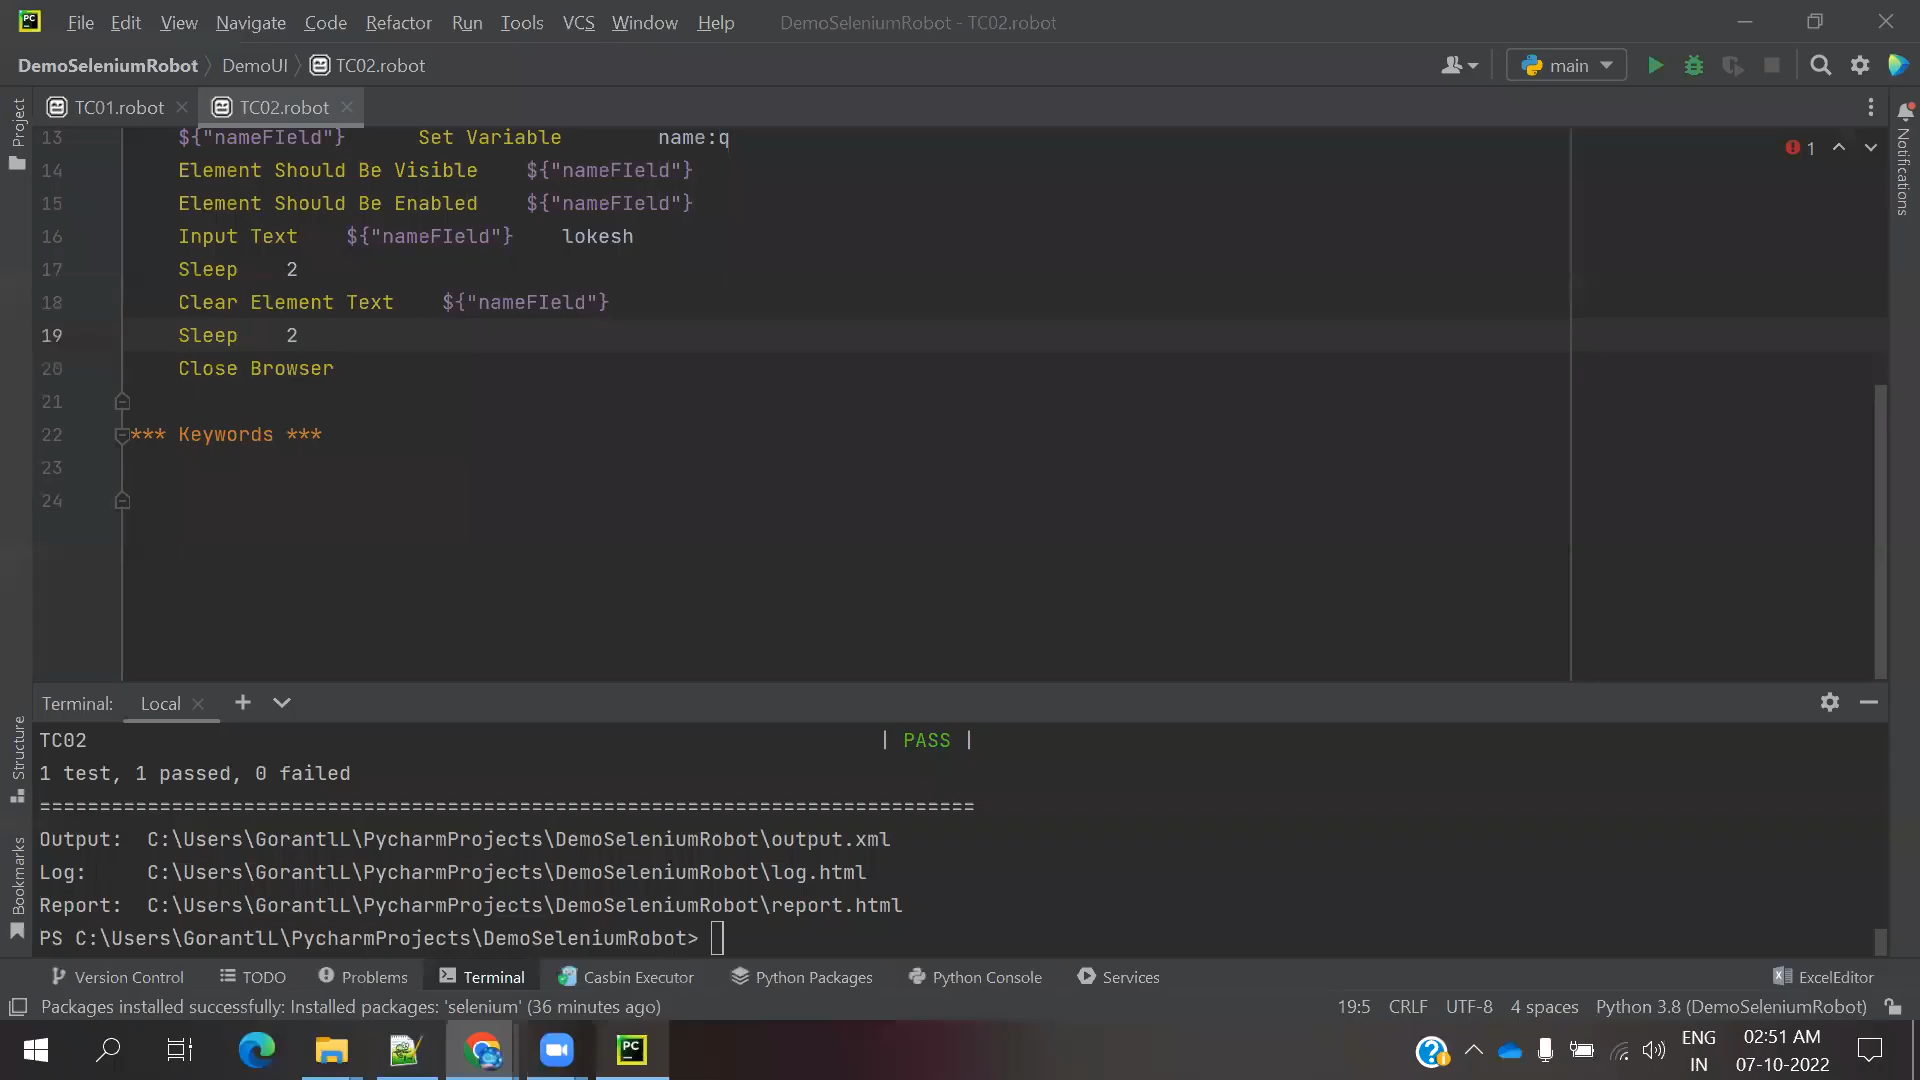 PC File Edit View Navigate Code Refactor Run Tools VCS Window Help DemoSeleniumRobot - TC02.robot
DemoSeleniumRobot DemoUI TC02.robot main
Project
TC01.robot TC02.robot
Notifications
13 ${"nameFIeld"} Set Variable name:q
1
14 Element Should Be Visible ${"nameFIeld"}
15 Element Should Be Enabled ${"nameFIeld"}
16 Input Text ${"nameFIeld"} lokesh
17 Sleep 2
18 Clear Element Text ${"nameFIeld"}
19 Sleep 2
20 Close Browser
21
22 *** Keywords ***
23
24
Terminal: Local
Structure
Bookmarks
TC02 | PASS |
1 test, 1 passed, 0 failed
==============================================================================
Output: C:\Users\GorantlL\PycharmProjects\DemoSeleniumRobot\output.xml
Log: C:\Users\GorantlL\PycharmProjects\DemoSeleniumRobot\log.html
Report: C:\Users\GorantlL\PycharmProjects\DemoSeleniumRobot\report.html
PS C:\Users\GorantlL\PycharmProjects\DemoSeleniumRobot>
Version Control TODO Problems Terminal Casbin Executor Python Packages Python Console Services ExcelEditor
Packages installed successfully: Installed packages: 'selenium' (36 minutes ago) 19:5 CRLF UTF-8 4 spaces Python 3.8 (DemoSeleniumRobot)
PC
ENG 02:51 AM
IN 07-10-2022